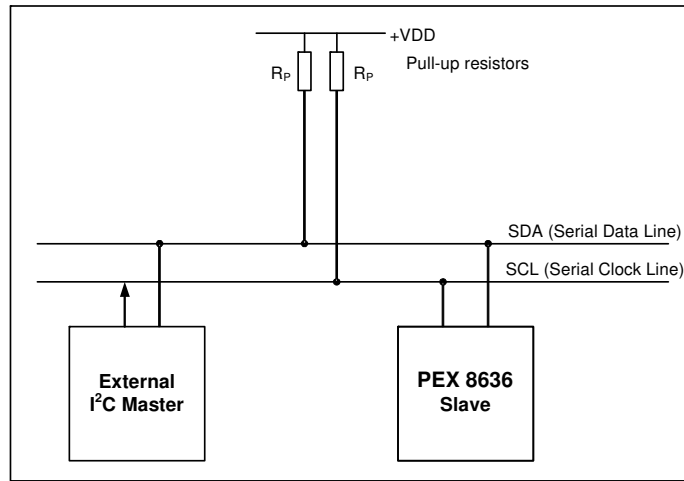 +VDD
Pull-up resistors
RP
RP
SDA (Serial Data Line)
SCL (Serial Clock Line)
External
I²C Master
PEX 8636
Slave